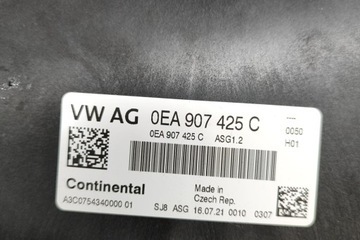 VW AG 0EA 907 425 C ----
0EA 907 425 C ASG1.2 0050
H01
Continental Made in
Czech Rep.
A3C0754340000 01 SJ8 ASG 16.07.21 0010 0307